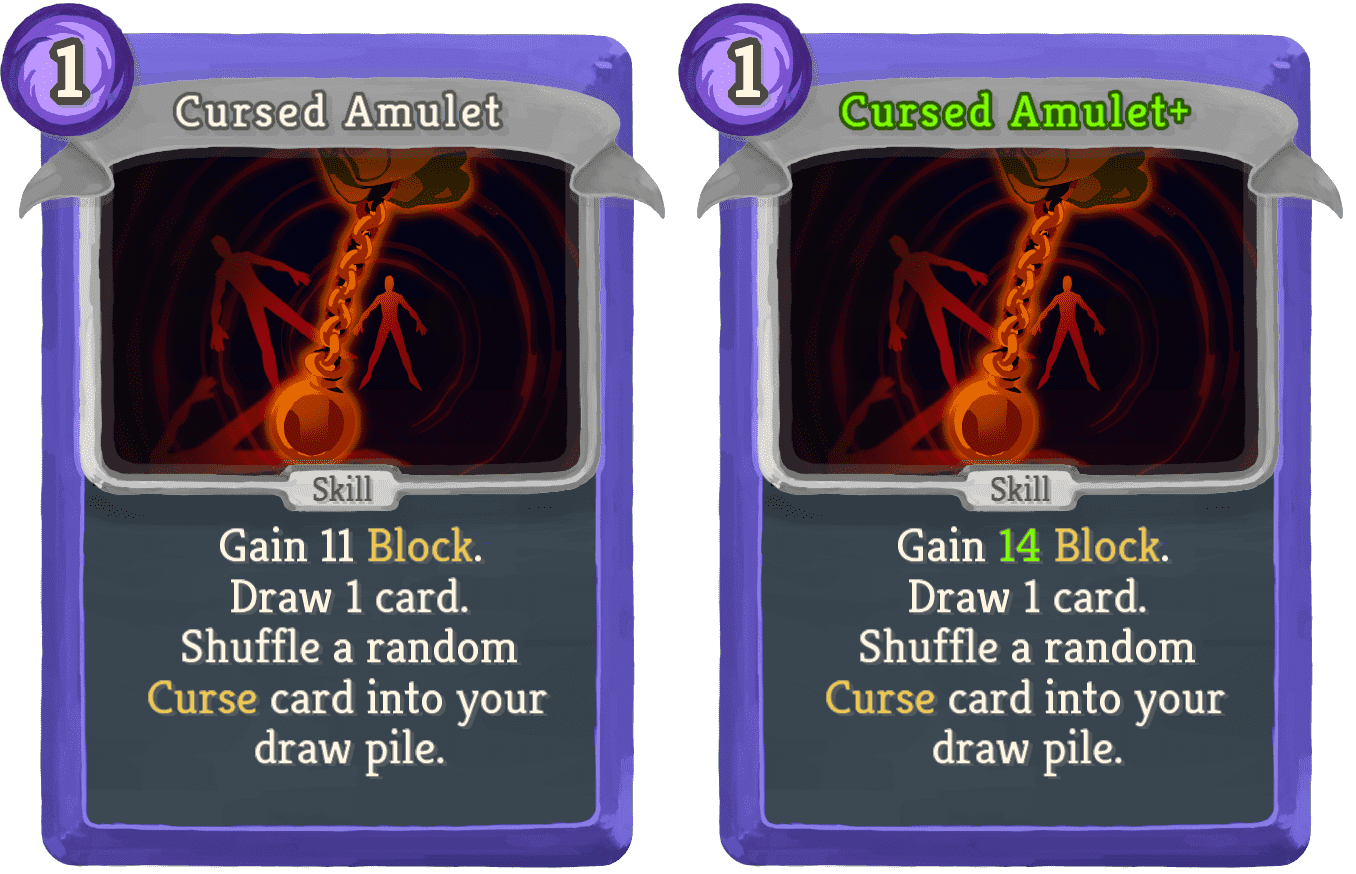 1
Cursed Amulet
Skill
Gain 11 Block.
Draw 1 card.
Shuffle a random
Curse card into your
draw pile.
1
Cursed Amulet+
Skill
Gain 14 Block.
Draw 1 card.
Shuffle a random
Curse card into your
draw pile.